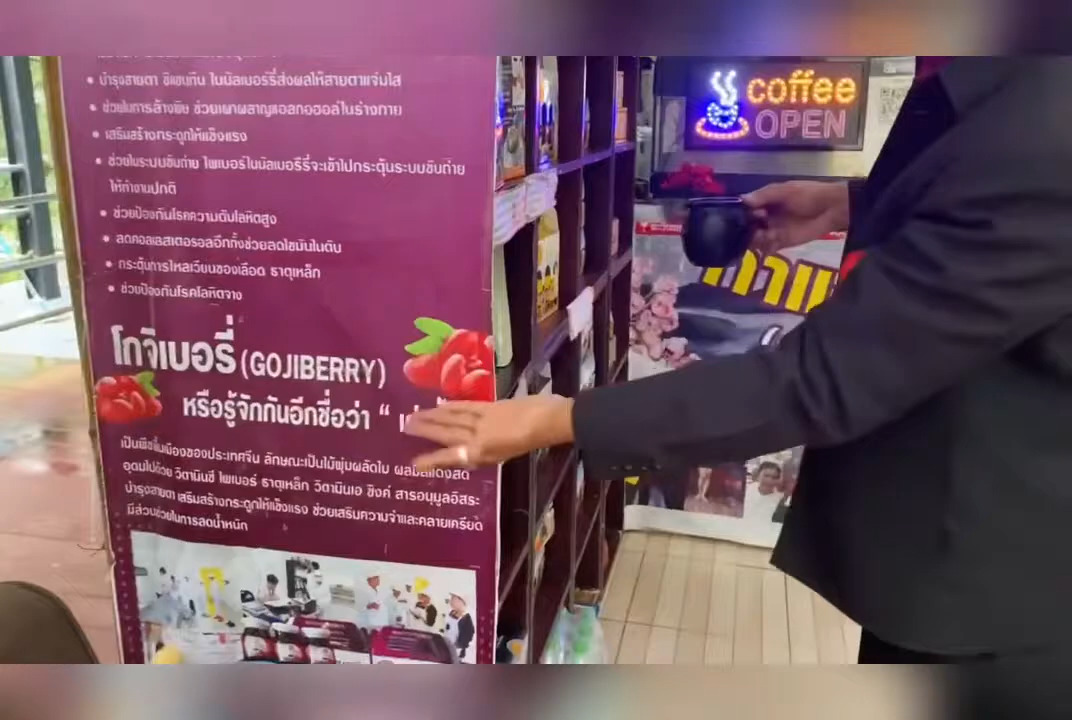 • บำรุงสายตา ซีแซนทีน ในมัลเบอร์รี่ส่งผลให้สายตาแจ่มใส
• ช่วยในการล้างพิษ ช่วยเผาผลาญแอลกอฮอล์ในร่างกาย
• เสริมสร้างกระดูกให้แข็งแรง
• ช่วยในระบบขับถ่าย ไฟเบอร์ในมัลเบอรี่รี่จะเข้าไปกระตุ้นระบบขับถ่าย
ให้ทำงานปกติ
• ช่วยป้องกันโรคความดันโลหิตสูง
• ลดคอลเลสเตอรอลอีกทั้งช่วยลดไขมันในตับ
• กระตุ้นการไหลเวียนของเลือด ธาตุเหล็ก
• ช่วยป้องกันโรคโลหิตจาง
โกจิเบอรี่ (GOJIBERRY)
หรือรู้จักกันอีกชื่อว่า “
เป็นพืชในเมืองของประเทศจีน ลักษณะเป็นไม้พุ่มผลัดใบ ผลมีสีแดงสด
อุดมไปด้วย วิตามินซี ไฟเบอร์ ธาตุเหล็ก วิตามินเอ ซิงค์ สารอนุมูลอิสระ
บำรุงสายตา เสริมสร้างกระดูกให้แข็งแรง ช่วยเสริมความจำและคลายเครียด
มีส่วนช่วยในการลดน้ำหนัก
coffee
OPEN
กาแ